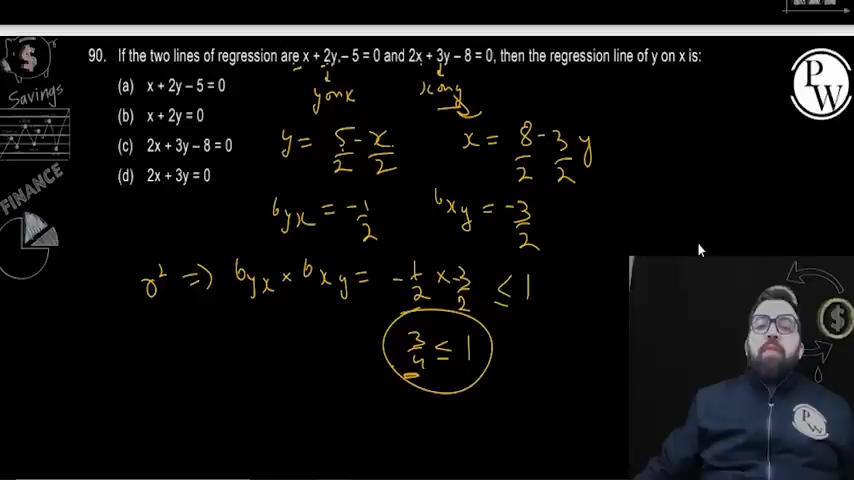 90. If the two lines of regression are x + 2y – 5 = 0 and 2x + 3y – 8 = 0, then the regression line of y on x is:
(a) x + 2y – 5 = 0
(b) x + 2y = 0
(c) 2x + 3y – 8 = 0
(d) 2x + 3y = 0
y on x
x on y
y = 5/2 - x/2
x = 8/2 - 3/2 y
byx = -1/2
bxy = -3/2
r² => byx × bxy = -1/2 × -3/2 ≤ 1
3/4 ≤ 1
Savings
FINANCE
$
PW
$
PW